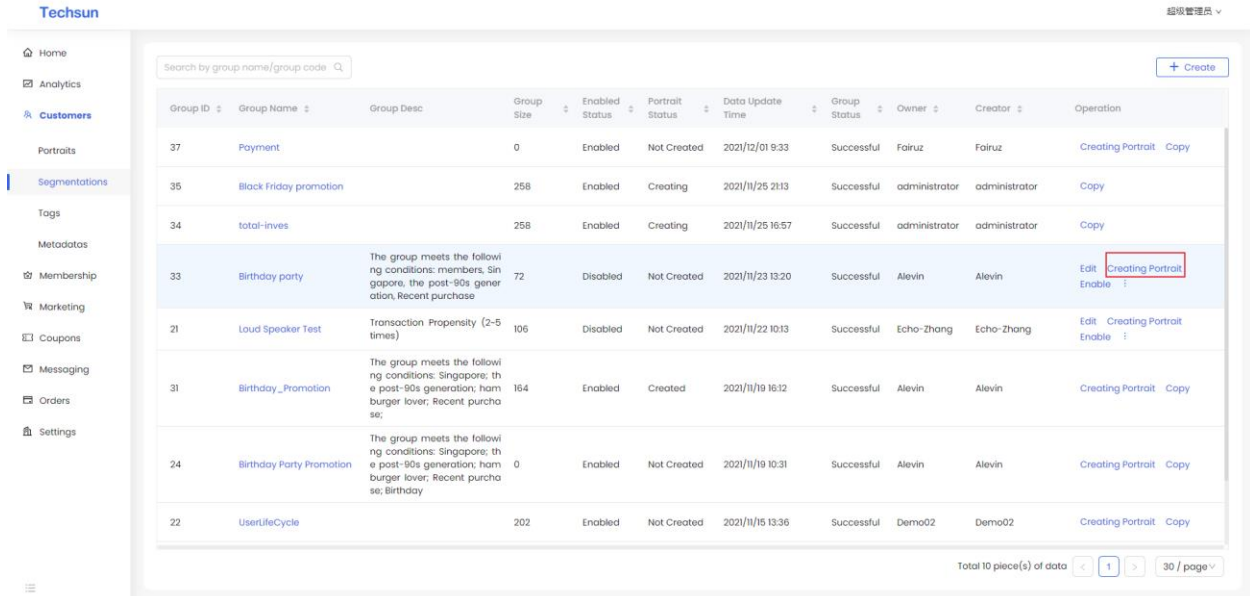 Techsun
超级管理员
Home
Analytics
Customers
Portraits
Segmentations
Tags
Metadatas
Membership
Marketing
Coupons
Messaging
Orders
Settings
Search by group name/group code
+ Create
Group ID Group Name Group Desc Group Size Enabled Status Portrait Status Data Update Time Group Status Owner Creator Operation
37 Payment 0 Enabled Not Created 2021/12/01 9:33 Successful Fairuz Fairuz Creating Portrait Copy
35 Black Friday promotion 258 Enabled Creating 2021/11/25 21:13 Successful administrator administrator Copy
34 total-inves 258 Enabled Creating 2021/11/25 16:57 Successful administrator administrator Copy
33 Birthday party
The group meets the followi
ng conditions: members, Sin
gapore, the post-90s gener
ation, Recent purchase
72 Disabled Not Created 2021/11/23 13:20 Successful Alevin Alevin
Edit Creating Portrait
Enable
21 Loud Speaker Test
Transaction Propensity (2-5
times)
106 Disabled Not Created 2021/11/22 10:13 Successful Echo-Zhang Echo-Zhang
Edit Creating Portrait
Enable
31 Birthday_Promotion
The group meets the followi
ng conditions: Singapore; th
e post-90s generation; ham
burger lover; Recent purcha
se;
164 Enabled Created 2021/11/19 16:12 Successful Alevin Alevin Creating Portrait Copy
24 Birthday Party Promotion
The group meets the followi
ng conditions: Singapore; th
e post-90s generation; ham
burger lover; Recent purcha
se; Birthday
0 Enabled Not Created 2021/11/19 10:31 Successful Alevin Alevin Creating Portrait Copy
22 UserLifeCycle 202 Enabled Not Created 2021/11/15 13:36 Successful Demo02 Demo02 Creating Portrait Copy
Total 10 piece(s) of data < 1 > 30 / page